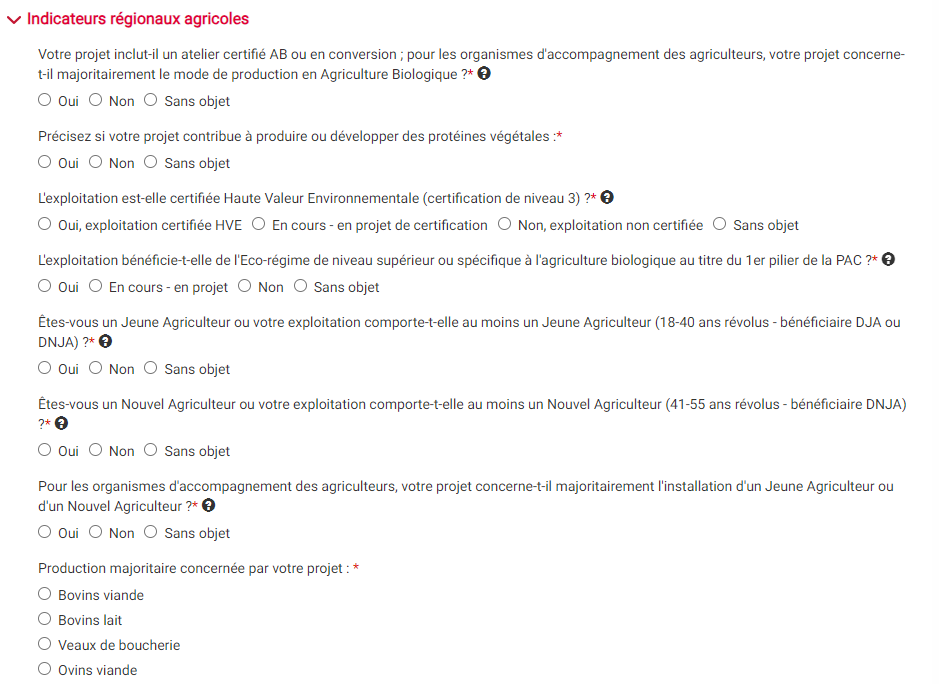 Indicateurs régionaux agricoles
Votre projet inclut-il un atelier certifié AB ou en conversion ; pour les organismes d'accompagnement des agriculteurs, votre projet concerne-
t-il majoritairement le mode de production en Agriculture Biologique ?* ?
Oui Non Sans objet
Précisez si votre projet contribue à produire ou développer des protéines végétales :*
Oui Non Sans objet
L'exploitation est-elle certifiée Haute Valeur Environnementale (certification de niveau 3) ?* ?
Oui, exploitation certifiée HVE En cours - en projet de certification Non, exploitation non certifiée Sans objet
L'exploitation bénéficie-t-elle de l'Eco-régime de niveau supérieur ou spécifique à l'agriculture biologique au titre du 1er pilier de la PAC ?* ?
Oui En cours - en projet Non Sans objet
Êtes-vous un Jeune Agriculteur ou votre exploitation comporte-t-elle au moins un Jeune Agriculteur (18-40 ans révolus - bénéficiaire DJA ou
DNJA) ?* ?
Oui Non Sans objet
Êtes-vous un Nouvel Agriculteur ou votre exploitation comporte-t-elle au moins un Nouvel Agriculteur (41-55 ans révolus - bénéficiaire DNJA)
?* ?
Oui Non Sans objet
Pour les organismes d'accompagnement des agriculteurs, votre projet concerne-t-il majoritairement l'installation d'un Jeune Agriculteur ou
d'un Nouvel Agriculteur ?* ?
Oui Non Sans objet
Production majoritaire concernée par votre projet : *
Bovins viande
Bovins lait
Veaux de boucherie
Ovins viande